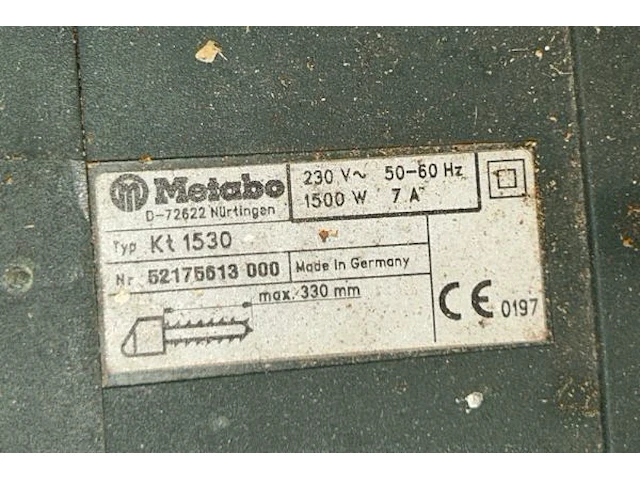 Metabo
D-72622 Nürtingen
230 V~ 50-60 Hz
1500 W 7 A
Typ Kt 1530
Nr 52175613 000
Made in Germany
max. 330 mm
CE 0197